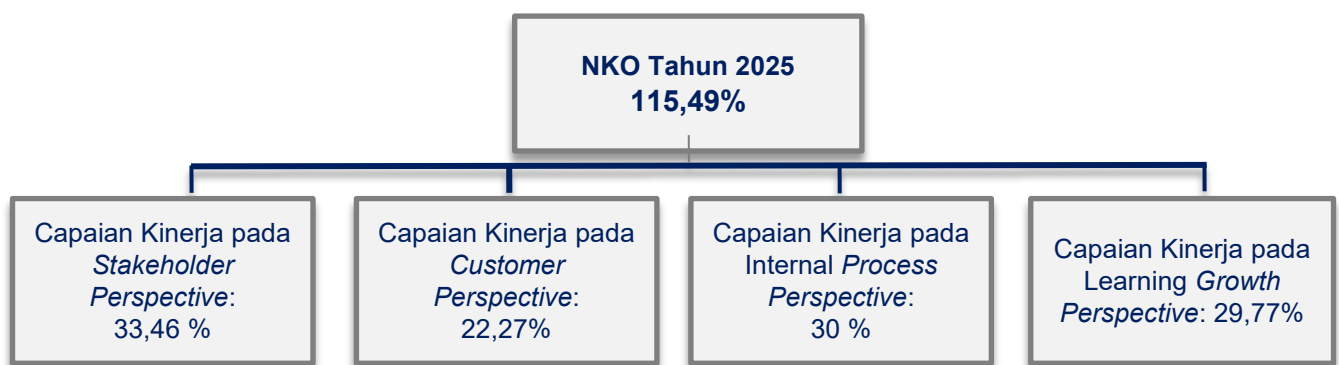 NKO Tahun 2025
115,49%
Capaian Kinerja pada
Stakeholder
Perspective:
33,46 %
Capaian Kinerja pada
Customer
Perspective:
22,27%
Capaian Kinerja pada
Internal Process
Perspective:
30 %
Capaian Kinerja pada
Learning Growth
Perspective: 29,77%